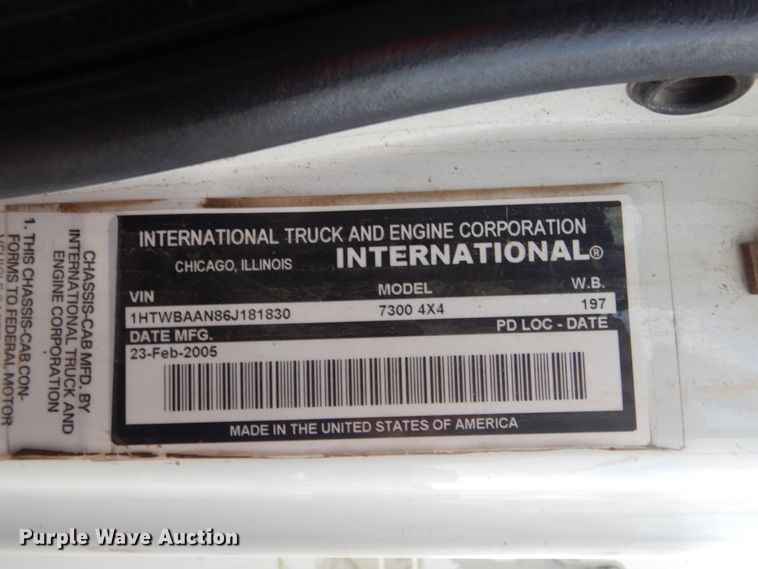 INTERNATIONAL TRUCK AND ENGINE CORPORATION
CHICAGO, ILLINOIS INTERNATIONAL®
VIN MODEL W.B.
1HTWBAAN86J181830 7300 4X4 197
DATE MFG. PD LOC - DATE
23-Feb-2005
MADE IN THE UNITED STATES OF AMERICA
CHASSIS-CAB MFD. BY
INTERNATIONAL TRUCK AND
ENGINE CORPORATION
1. THIS CHASSIS-CAB CON-
FORMS TO FEDERAL MOTOR
Purple Wave Auction